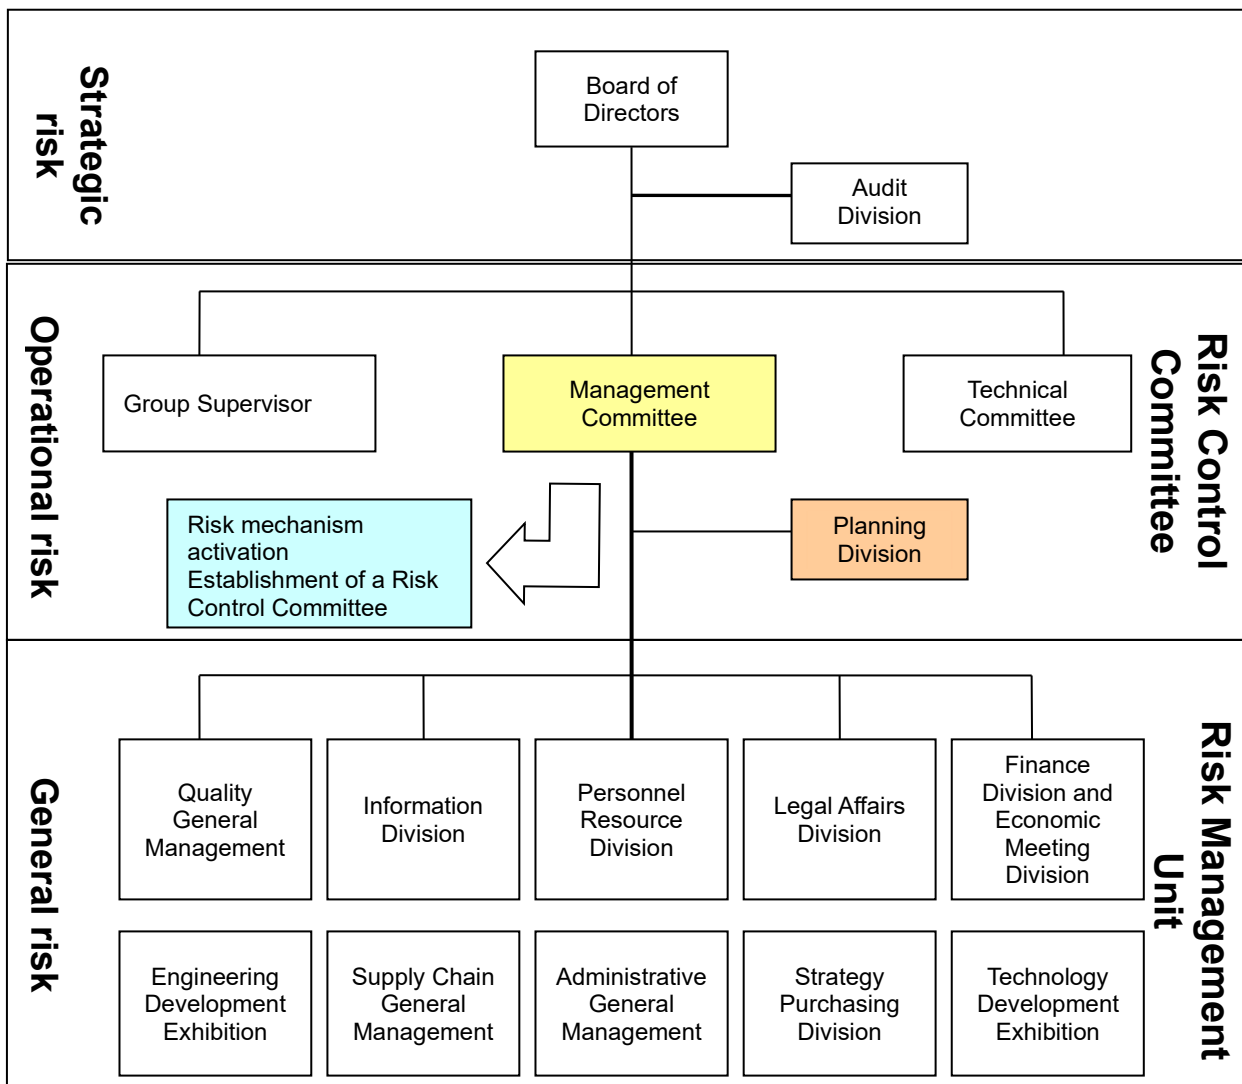 Strategic
risk
Board of
Directors
Audit
Division
Operational risk
Risk Control
Committee
Group Supervisor
Management
Committee
Technical
Committee
Risk mechanism
activation
Establishment of a Risk
Control Committee
Planning
Division
General risk
Risk Management
Unit
Quality
General
Management
Information
Division
Personnel
Resource
Division
Legal Affairs
Division
Finance
Division and
Economic
Meeting
Division
Engineering
Development
Exhibition
Supply Chain
General
Management
Administrative
General
Management
Strategy
Purchasing
Division
Technology
Development
Exhibition